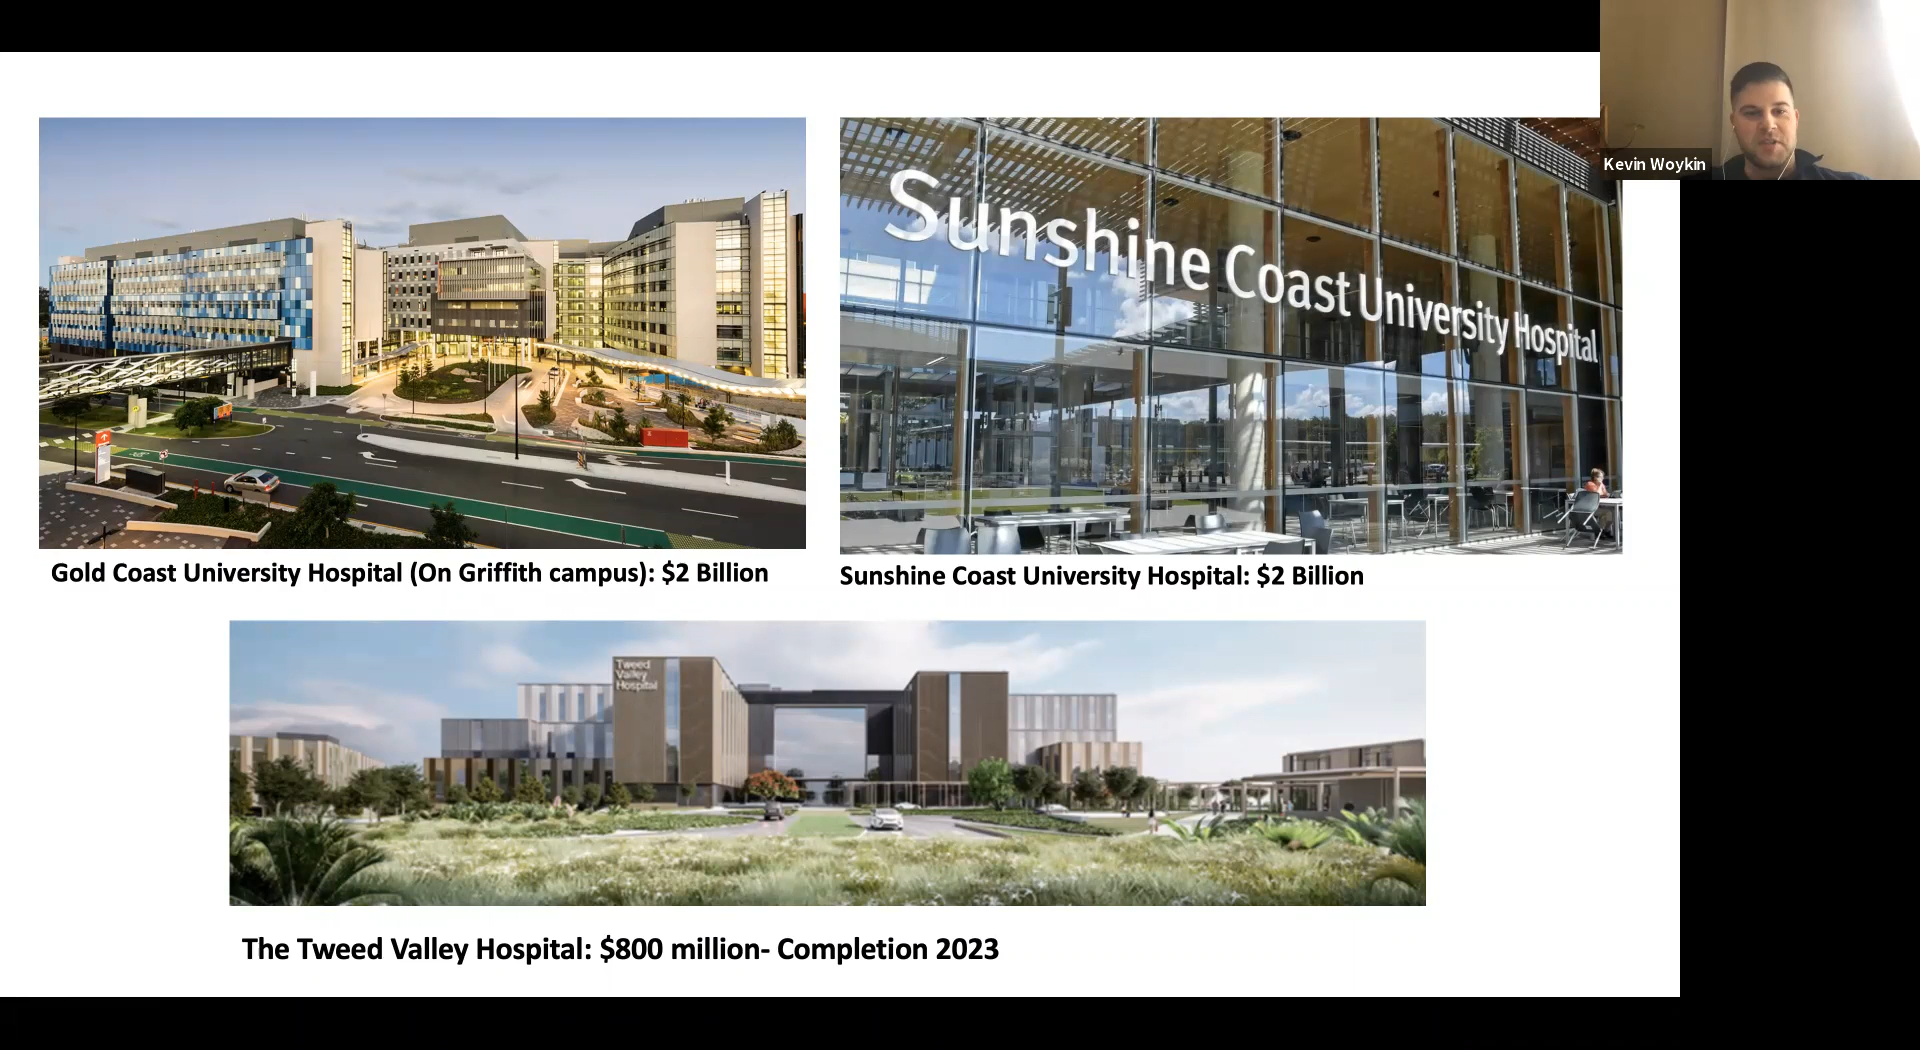 Kevin Woykin
Sunshine Coast University Hospital
Gold Coast University Hospital (On Griffith campus): $2 Billion
Sunshine Coast University Hospital: $2 Billion
Tweed
Valley
Hospital
The Tweed Valley Hospital: $800 million- Completion 2023